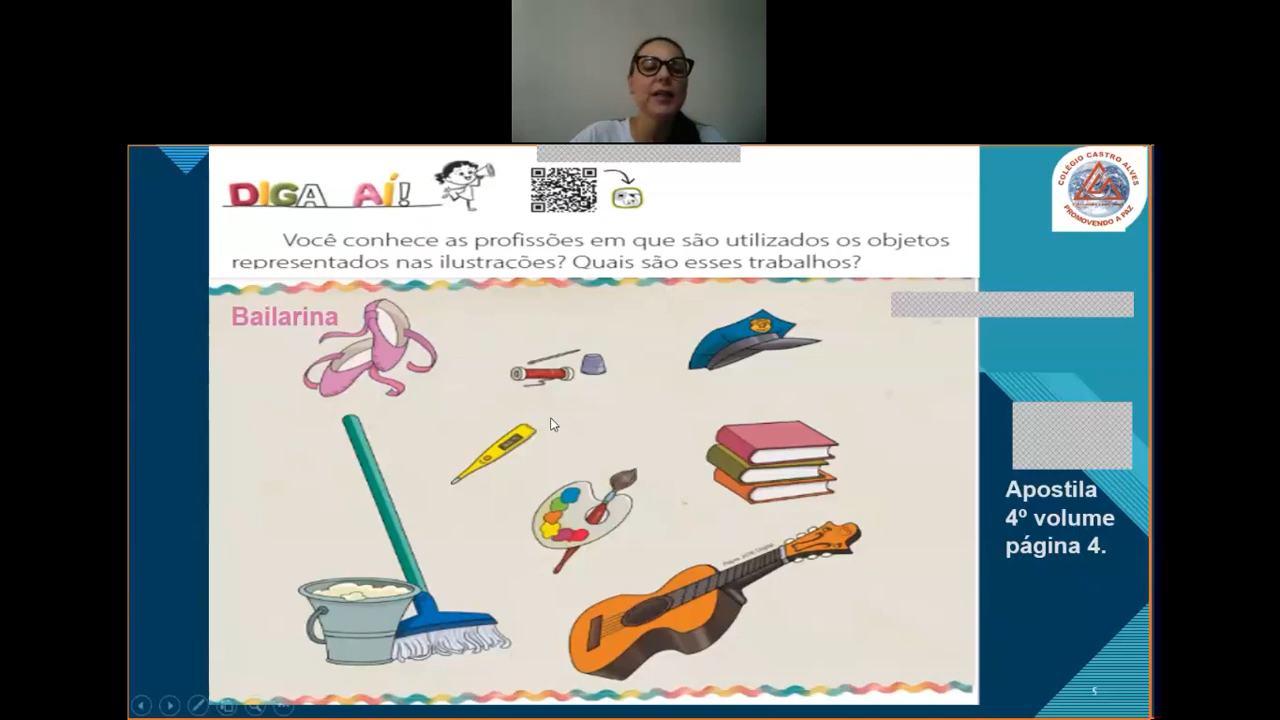 DIGA AÍ!
Você conhece as profissões em que são utilizados os objetos
representados nas ilustrações? Quais são esses trabalhos?
COLÉGIO CASTRO ALVES
PROMOVENDO A PAZ
Bailarina
Apostila
4º volume
página 4.
5